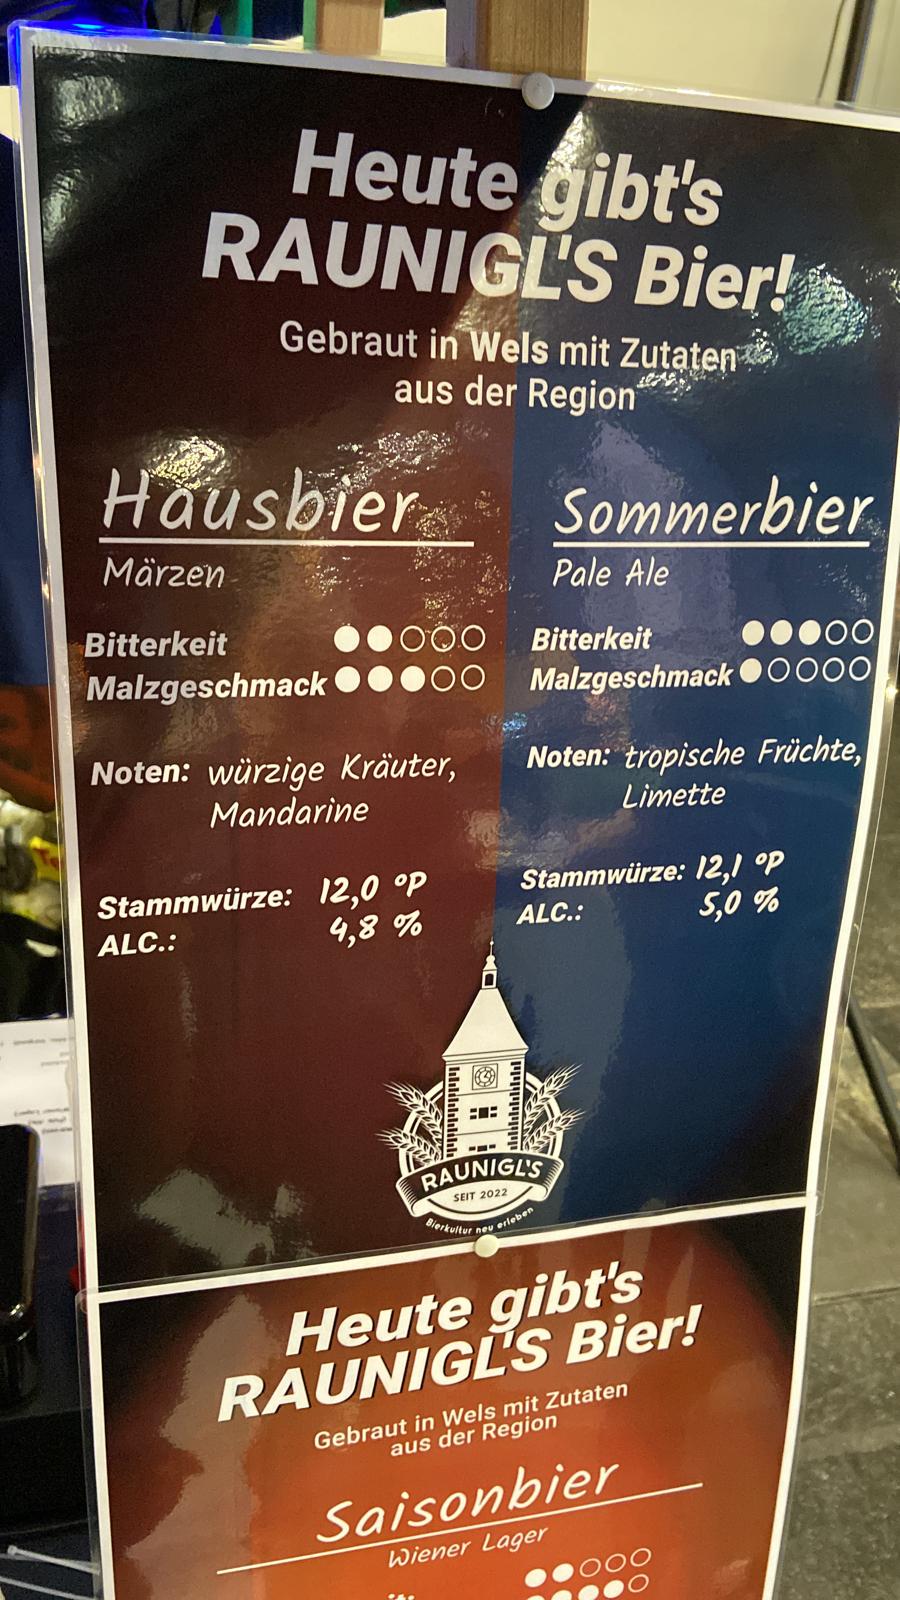 Heute gibt's
RAUNIGL'S Bier!
Gebraut in Wels mit Zutaten
aus der Region
Hausbier
Märzen
Bitterkeit
Malzgeschmack
Noten: würzige Kräuter,
Mandarine
Stammwürze: 12,0 °P
ALC.: 4,8 %
Sommerbier
Pale Ale
Bitterkeit
Malzgeschmack
Noten: tropische Früchte,
Limette
Stammwürze: 12,1 °P
ALC.: 5,0 %
RAUNIGL'S
SEIT 2022
Bierkultur neu erleben
Heute gibt's
RAUNIGL'S Bier!
Gebraut in Wels mit Zutaten
aus der Region
Saisonbier
Wiener Lager